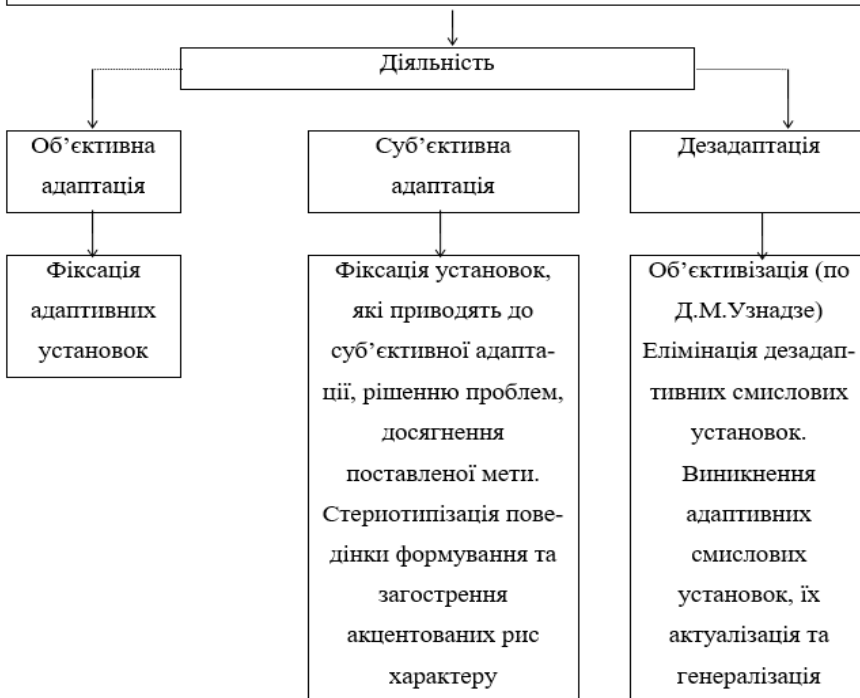 Діяльність
Об’єктивна
адаптація
Суб’єктивна
адаптація
Дезадаптація
Фіксація
адаптивних
установок
Фіксація установок,
які приводять до
суб’єктивної адапта-
ції, рішенню проблем,
досягнення
поставленої мети.
Стериотипізація пове-
дінки формування та
загострення
акцентованих рис
характеру
Об’єктивізація (по
Д.М.Узнадзе)
Елімінація дезадап-
тивних смислових
установок.
Виникнення
адаптивних
смислових
установок, їх
актуалізація та
генералізація